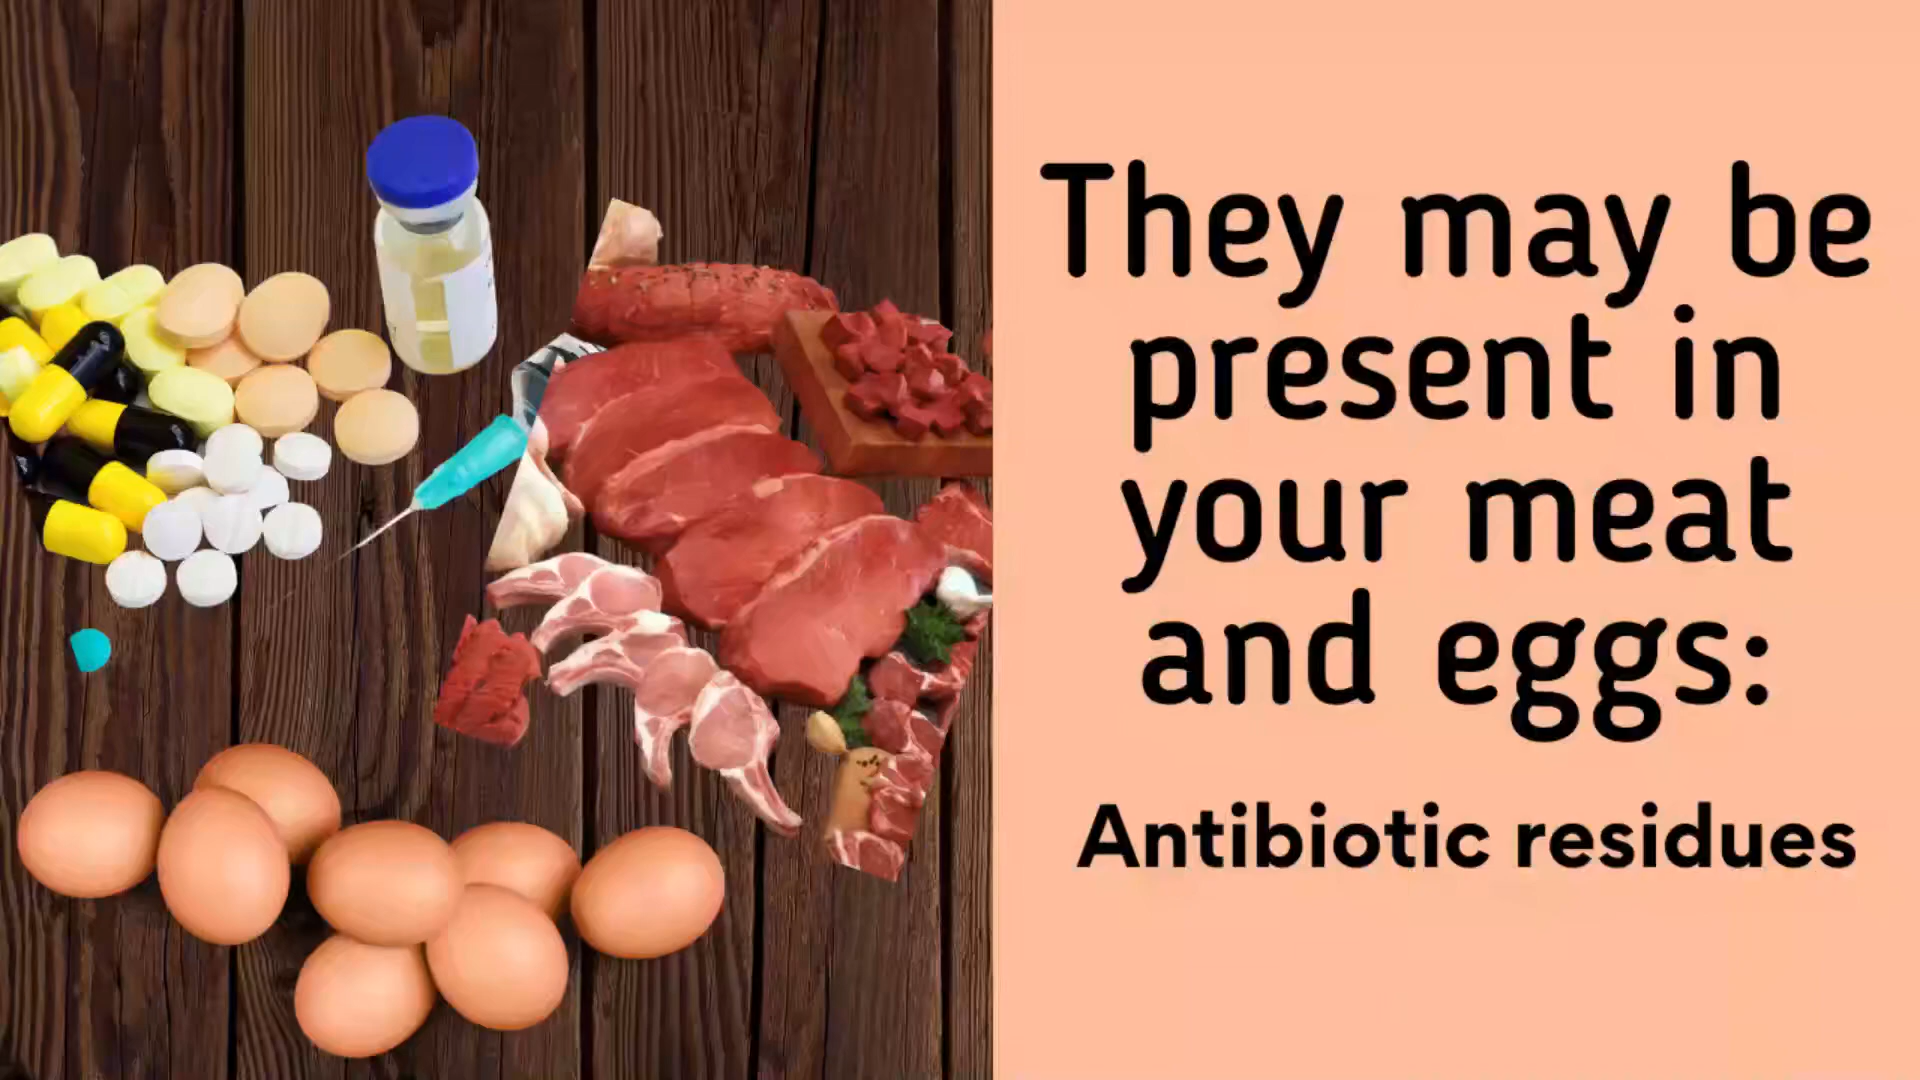 They may be
present in
your meat
and eggs:
Antibiotic residues